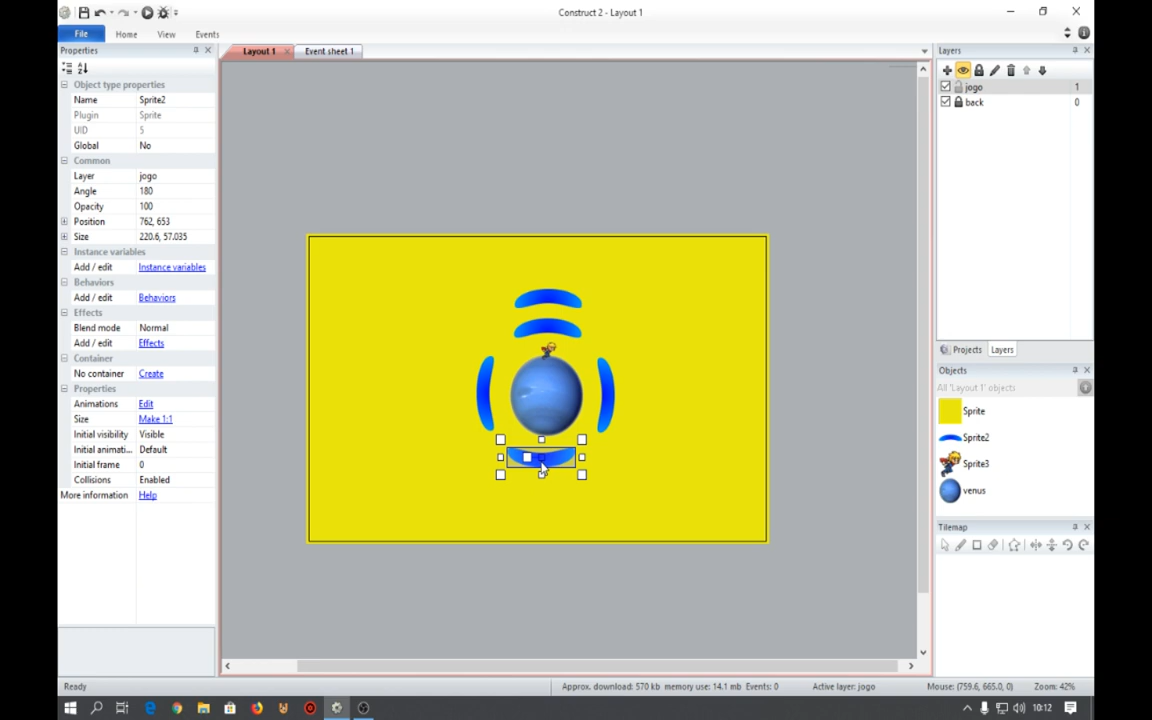 Construct 2 - Layout 1
File Home View Events
Properties
Layout 1 Event sheet 1
Layers
Object type properties
Name Sprite2
Plugin Sprite
UID 5
Global No
Common
Layer jogo
Angle 180
Opacity 100
Position 762, 653
Size 220.6, 57.035
Instance variables
Add / edit Instance variables
Behaviors
Add / edit Behaviors
Effects
Blend mode Normal
Add / edit Effects
Container
No container Create
Properties
Animations Edit
Size Make 1:1
Initial visibility Visible
Initial animati... Default
Initial frame 0
Collisions Enabled
More information Help
jogo 1
back 0
Projects Layers
Objects
All 'Layout 1' objects
Sprite
Sprite2
Sprite3
venus
Tilemap
Ready
Approx. download: 570 kb memory use: 14.1 mb Events: 0
Active layer: jogo
Mouse: (759.6, 665.0, 0)
Zoom: 42%
10:12